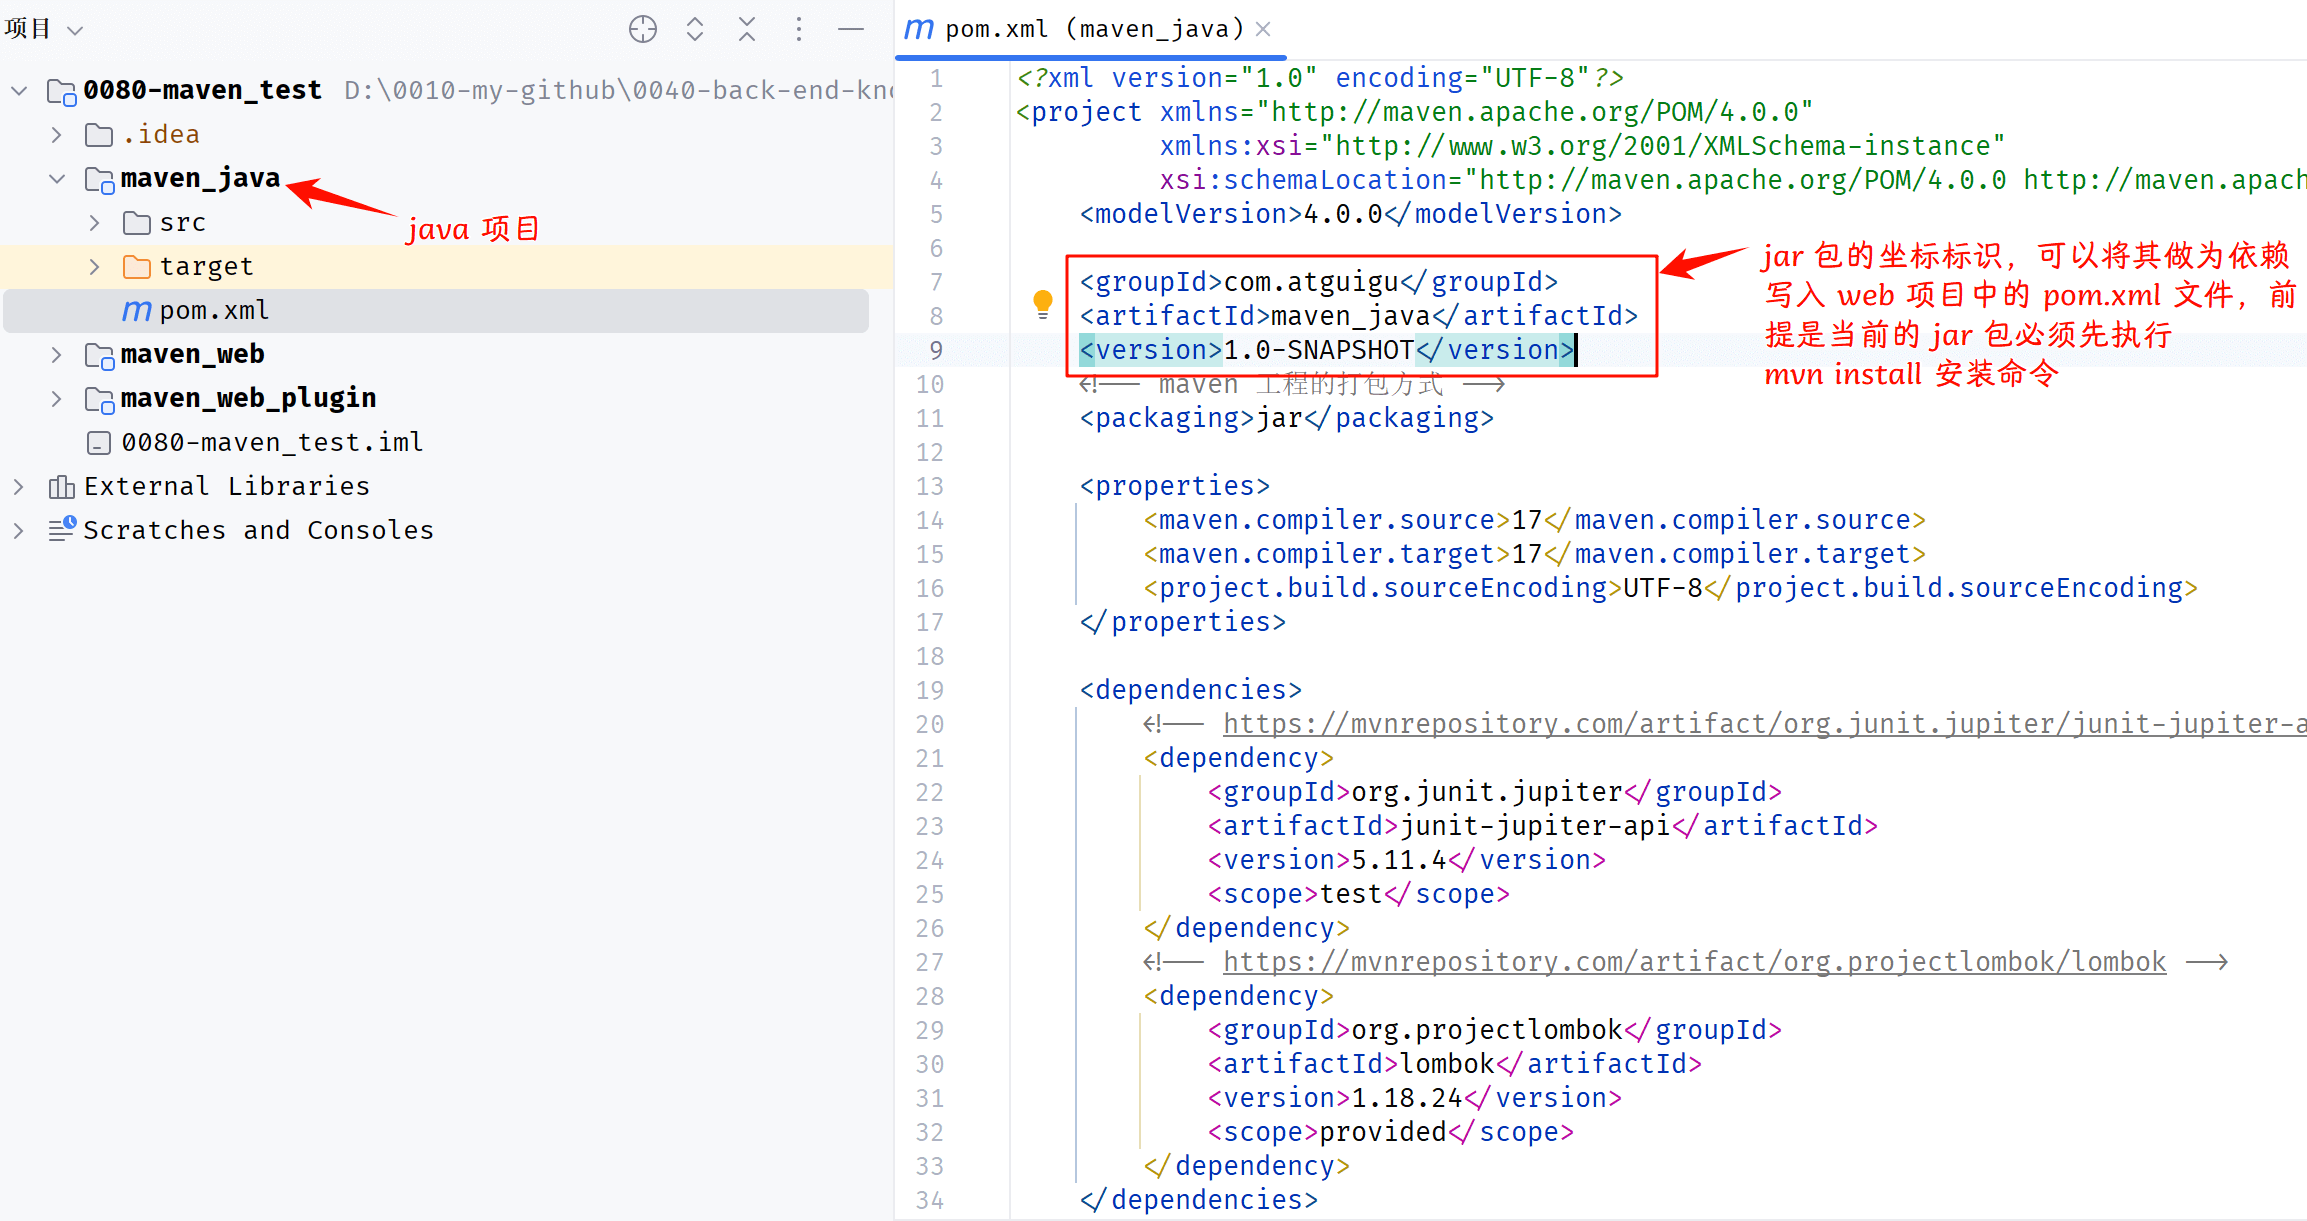 项目
0080-maven_test D:\0010-my-github\0040-back-end-kno
.idea
maven_java
java 项目
src
target
pom.xml
maven_web
maven_web_plugin
0080-maven_test.iml
External Libraries
Scratches and Consoles
pom.xml (maven_java)
1 <?xml version="1.0" encoding="UTF-8"?>
2 <project xmlns="http://maven.apache.org/POM/4.0.0"
3 xmlns:xsi="http://www.w3.org/2001/XMLSchema-instance"
4 xsi:schemaLocation="http://maven.apache.org/POM/4.0.0 http://maven.apach
5 <modelVersion>4.0.0</modelVersion>
6
7 <groupId>com.atguigu</groupId>
8 <artifactId>maven_java</artifactId>
9 <version>1.0-SNAPSHOT</version>
jar 包的坐标标识，可以将其做为依赖
写入 web 项目中的 pom.xml 文件，前
提是当前的 jar 包必须先执行
mvn install 安装命令
10 <!-- maven 工程的打包方式 -->
11 <packaging>jar</packaging>
12
13 <properties>
14 <maven.compiler.source>17</maven.compiler.source>
15 <maven.compiler.target>17</maven.compiler.target>
16 <project.build.sourceEncoding>UTF-8</project.build.sourceEncoding>
17 </properties>
18
19 <dependencies>
20 <!-- https://mvnrepository.com/artifact/org.junit.jupiter/junit-jupiter-a
21 <dependency>
22 <groupId>org.junit.jupiter</groupId>
23 <artifactId>junit-jupiter-api</artifactId>
24 <version>5.11.4</version>
25 <scope>test</scope>
26 </dependency>
27 <!-- https://mvnrepository.com/artifact/org.projectlombok/lombok -->
28 <dependency>
29 <groupId>org.projectlombok</groupId>
30 <artifactId>lombok</artifactId>
31 <version>1.18.24</version>
32 <scope>provided</scope>
33 </dependency>
34 </dependencies>